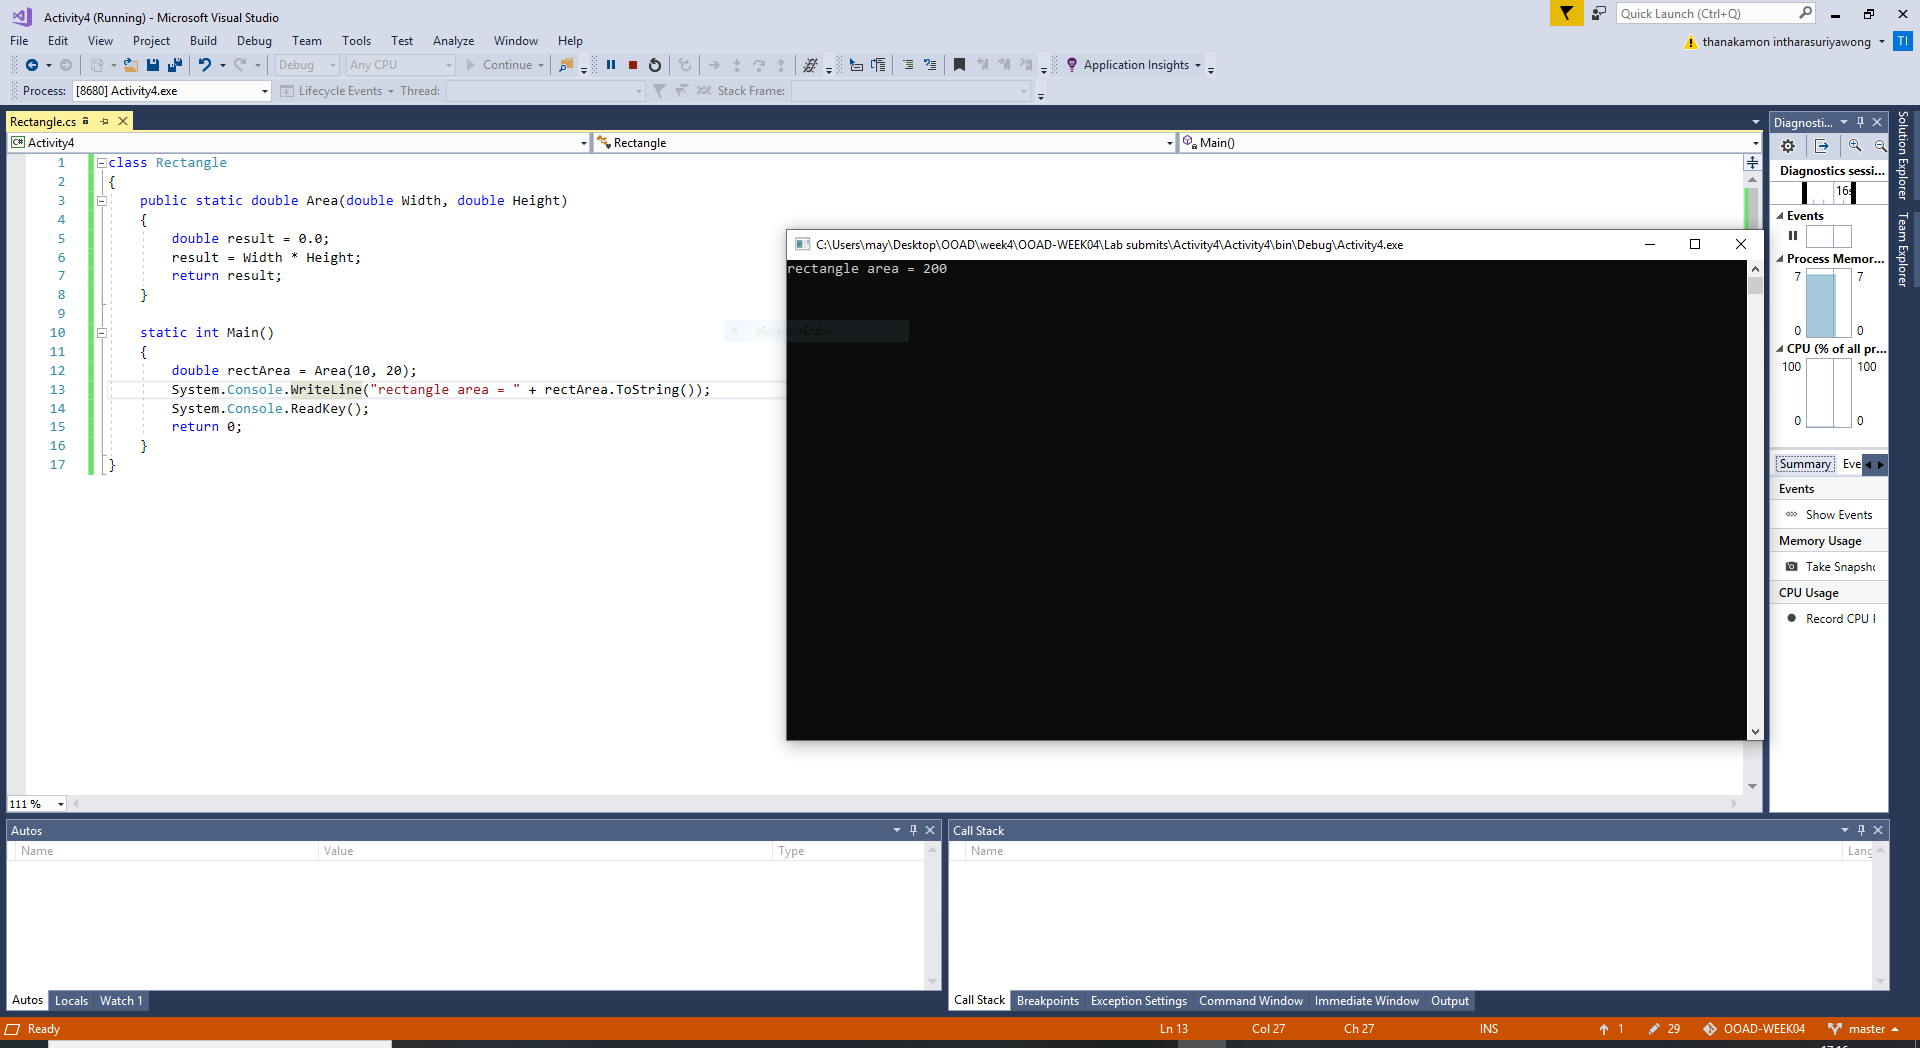 Activity4 (Running) - Microsoft Visual Studio
Quick Launch (Ctrl+Q)
File Edit View Project Build Debug Team Tools Test Analyze Window Help
thanakamon intharasuriyawong TI
Debug Any CPU Continue Application Insights
Process: [8680] Activity4.exe Lifecycle Events Thread: Stack Frame:
Rectangle.cs
C# Activity4 Rectangle Main()
1 class Rectangle
2 {
3 public static double Area(double Width, double Height)
4 {
5 double result = 0.0;
6 result = Width * Height;
7 return result;
8 }
9
10 static int Main()
11 {
12 double rectArea = Area(10, 20);
13 System.Console.WriteLine("rectangle area = " + rectArea.ToString());
14 System.Console.ReadKey();
15 return 0;
16 }
17 }
C:\Users\may\Desktop\OOAD\week4\OOAD-WEEK04\Lab submits\Activity4\Activity4\bin\Debug\Activity4.exe
rectangle area = 200
Diagnosti...
Diagnostics sessi...
16s
Events
Process Memor...
7 7
0 0
CPU (% of all pr...
100 100
0 0
Summary Eve
Events
Show Events
Memory Usage
Take Snapsh
CPU Usage
Record CPU
Solution Explorer
Team Explorer
111 %
Autos
Name Value Type
Autos Locals Watch 1
Call Stack
Name Lang
Call Stack Breakpoints Exception Settings Command Window Immediate Window Output
Ready Ln 13 Col 27 Ch 27 INS 1 29 OOAD-WEEK04 master